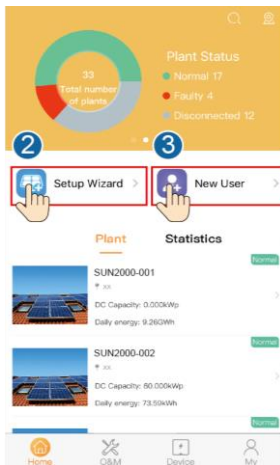 33
Total number
of plants
Plant Status
Normal 17
Faulty 4
Disconnected 12
2
3
Setup Wizard
New User
Plant
Statistics
Normal
SUN2000-001
xx
DC Capacity: 0.000kWp
Daily energy: 9.26GWh
Normal
SUN2000-002
xx
DC Capacity: 60.000kWp
Daily energy: 73.59kWh
Normal
Home
O&M
Device
My